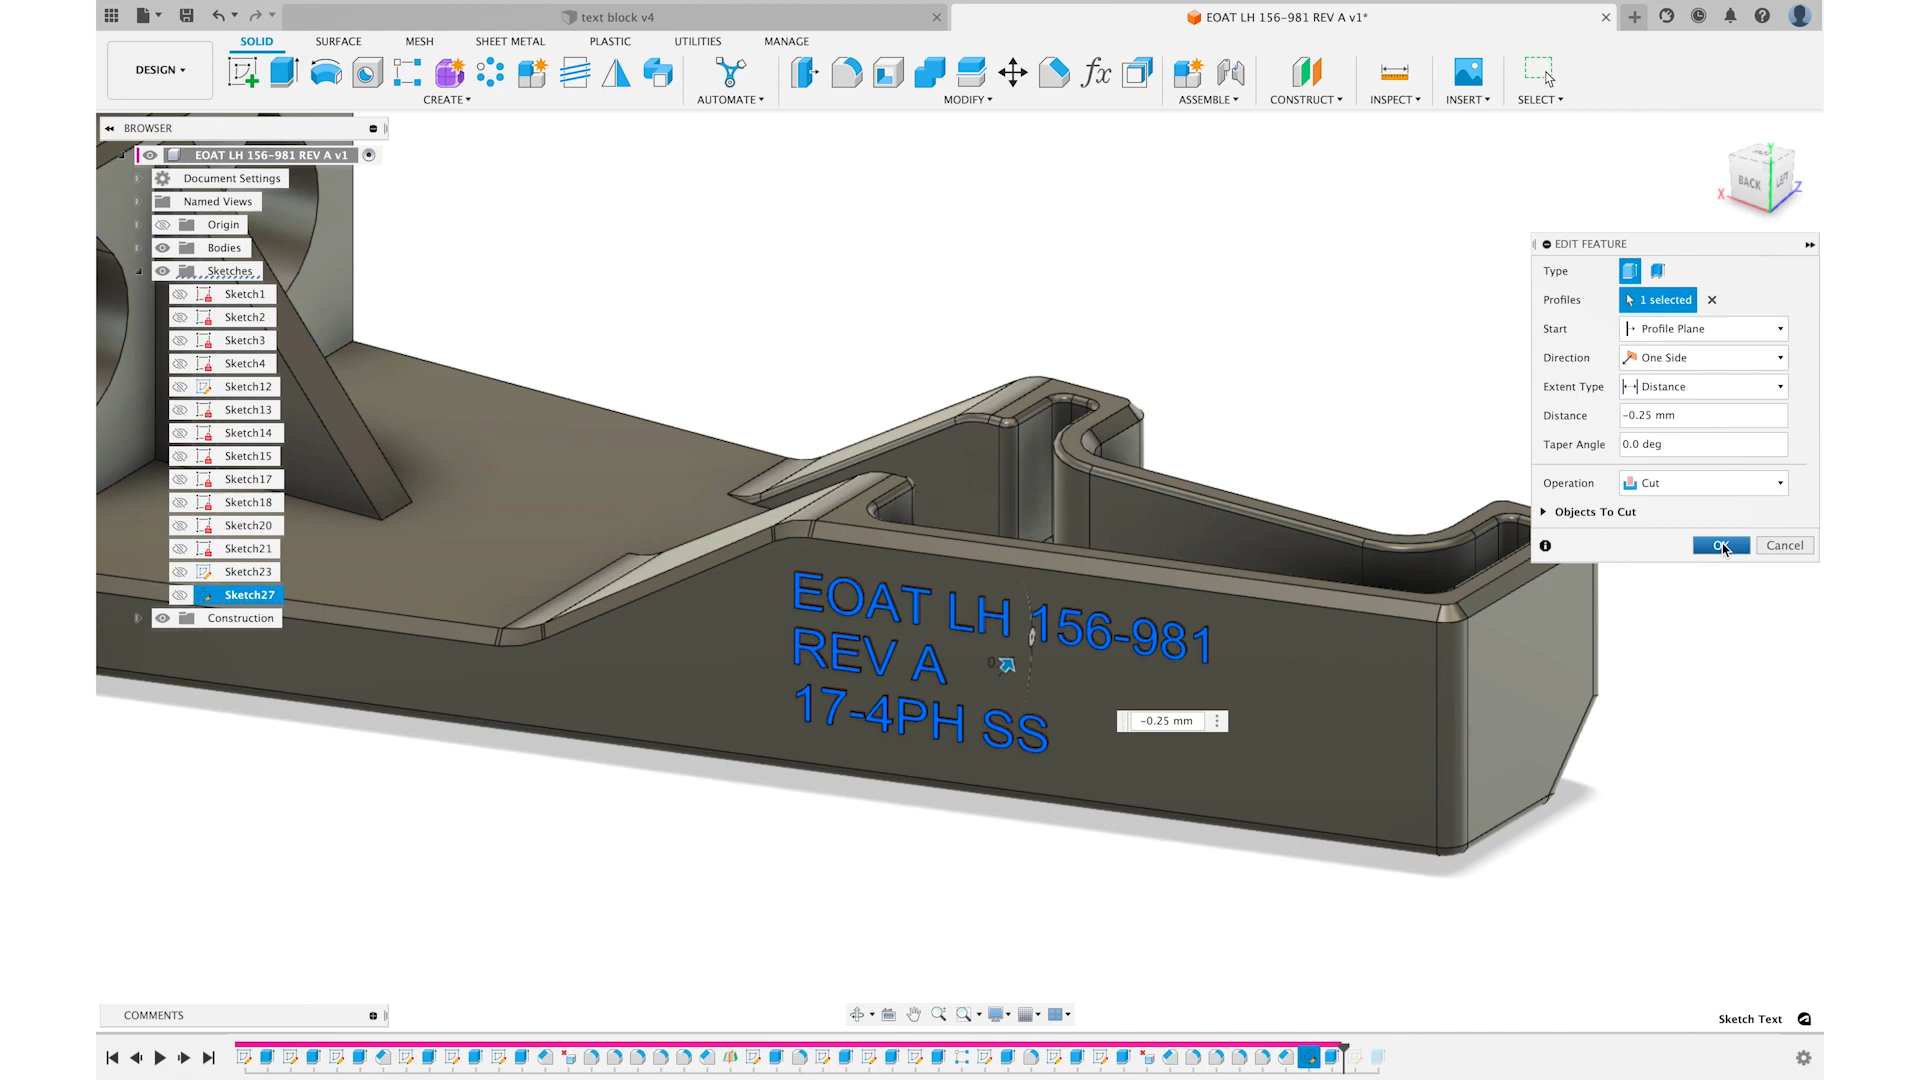 text block v4
EOAT LH 156-981 REV A v1*
DESIGN
SOLID
SURFACE
MESH
SHEET METAL
PLASTIC
UTILITIES
MANAGE
fx
CREATE
AUTOMATE
MODIFY
ASSEMBLE
CONSTRUCT
INSPECT
INSERT
SELECT
BROWSER
EOAT LH 156-981 REV A v1
Document Settings
Named Views
Origin
Bodies
Sketches
Sketch1
Sketch2
Sketch3
Sketch4
Sketch12
Sketch13
Sketch14
Sketch15
Sketch17
Sketch18
Sketch20
Sketch21
Sketch23
Sketch27
Construction
BACK
LEFT
X
Y
Z
EDIT FEATURE
Type
Profiles
1 selected
Start
Profile Plane
Direction
One Side
Extent Type
Distance
Distance
-0.25 mm
Taper Angle
0.0 deg
Operation
Cut
Objects To Cut
OK
Cancel
EOAT LH 156-981
REV A
17-4PH SS
-0.25 mm
COMMENTS
Sketch Text